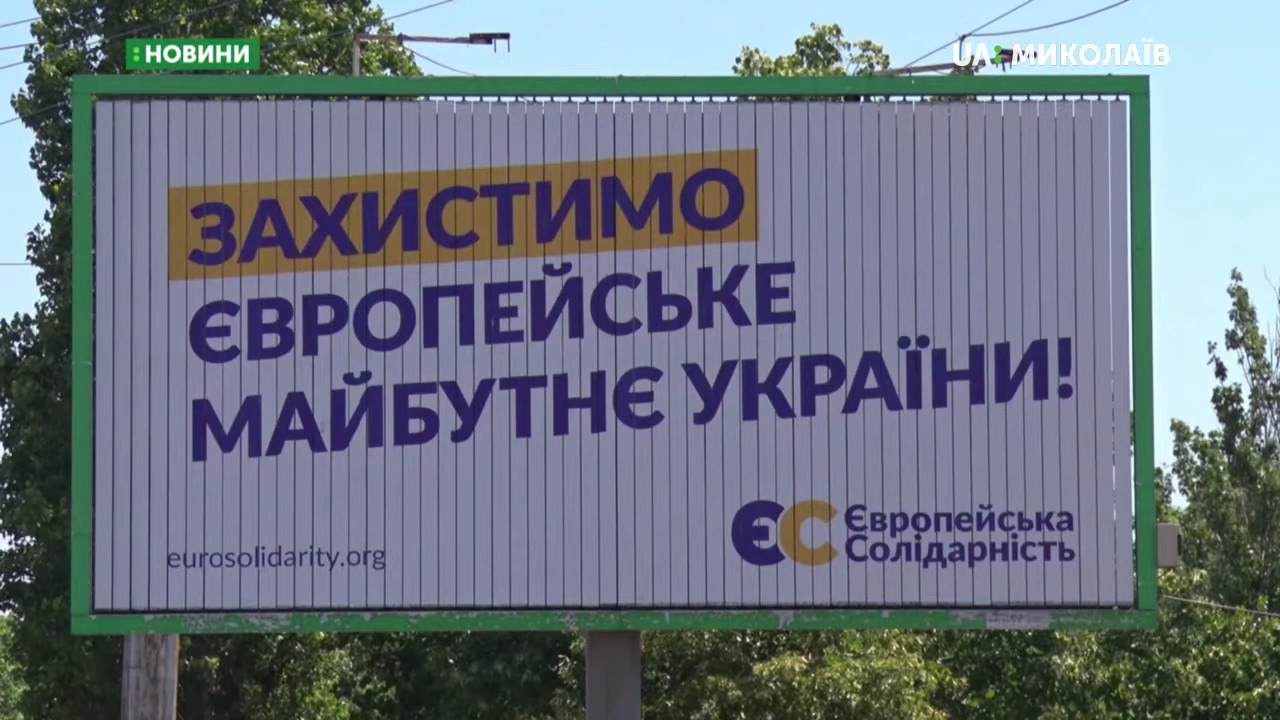 НОВИНИ
UA: МИКОЛАЇВ
ЗАХИСТИМО
ЄВРОПЕЙСЬКЕ
МАЙБУТНЄ УКРАЇНИ!
ЄС Європейська
Солідарність
eurosolidarity.org